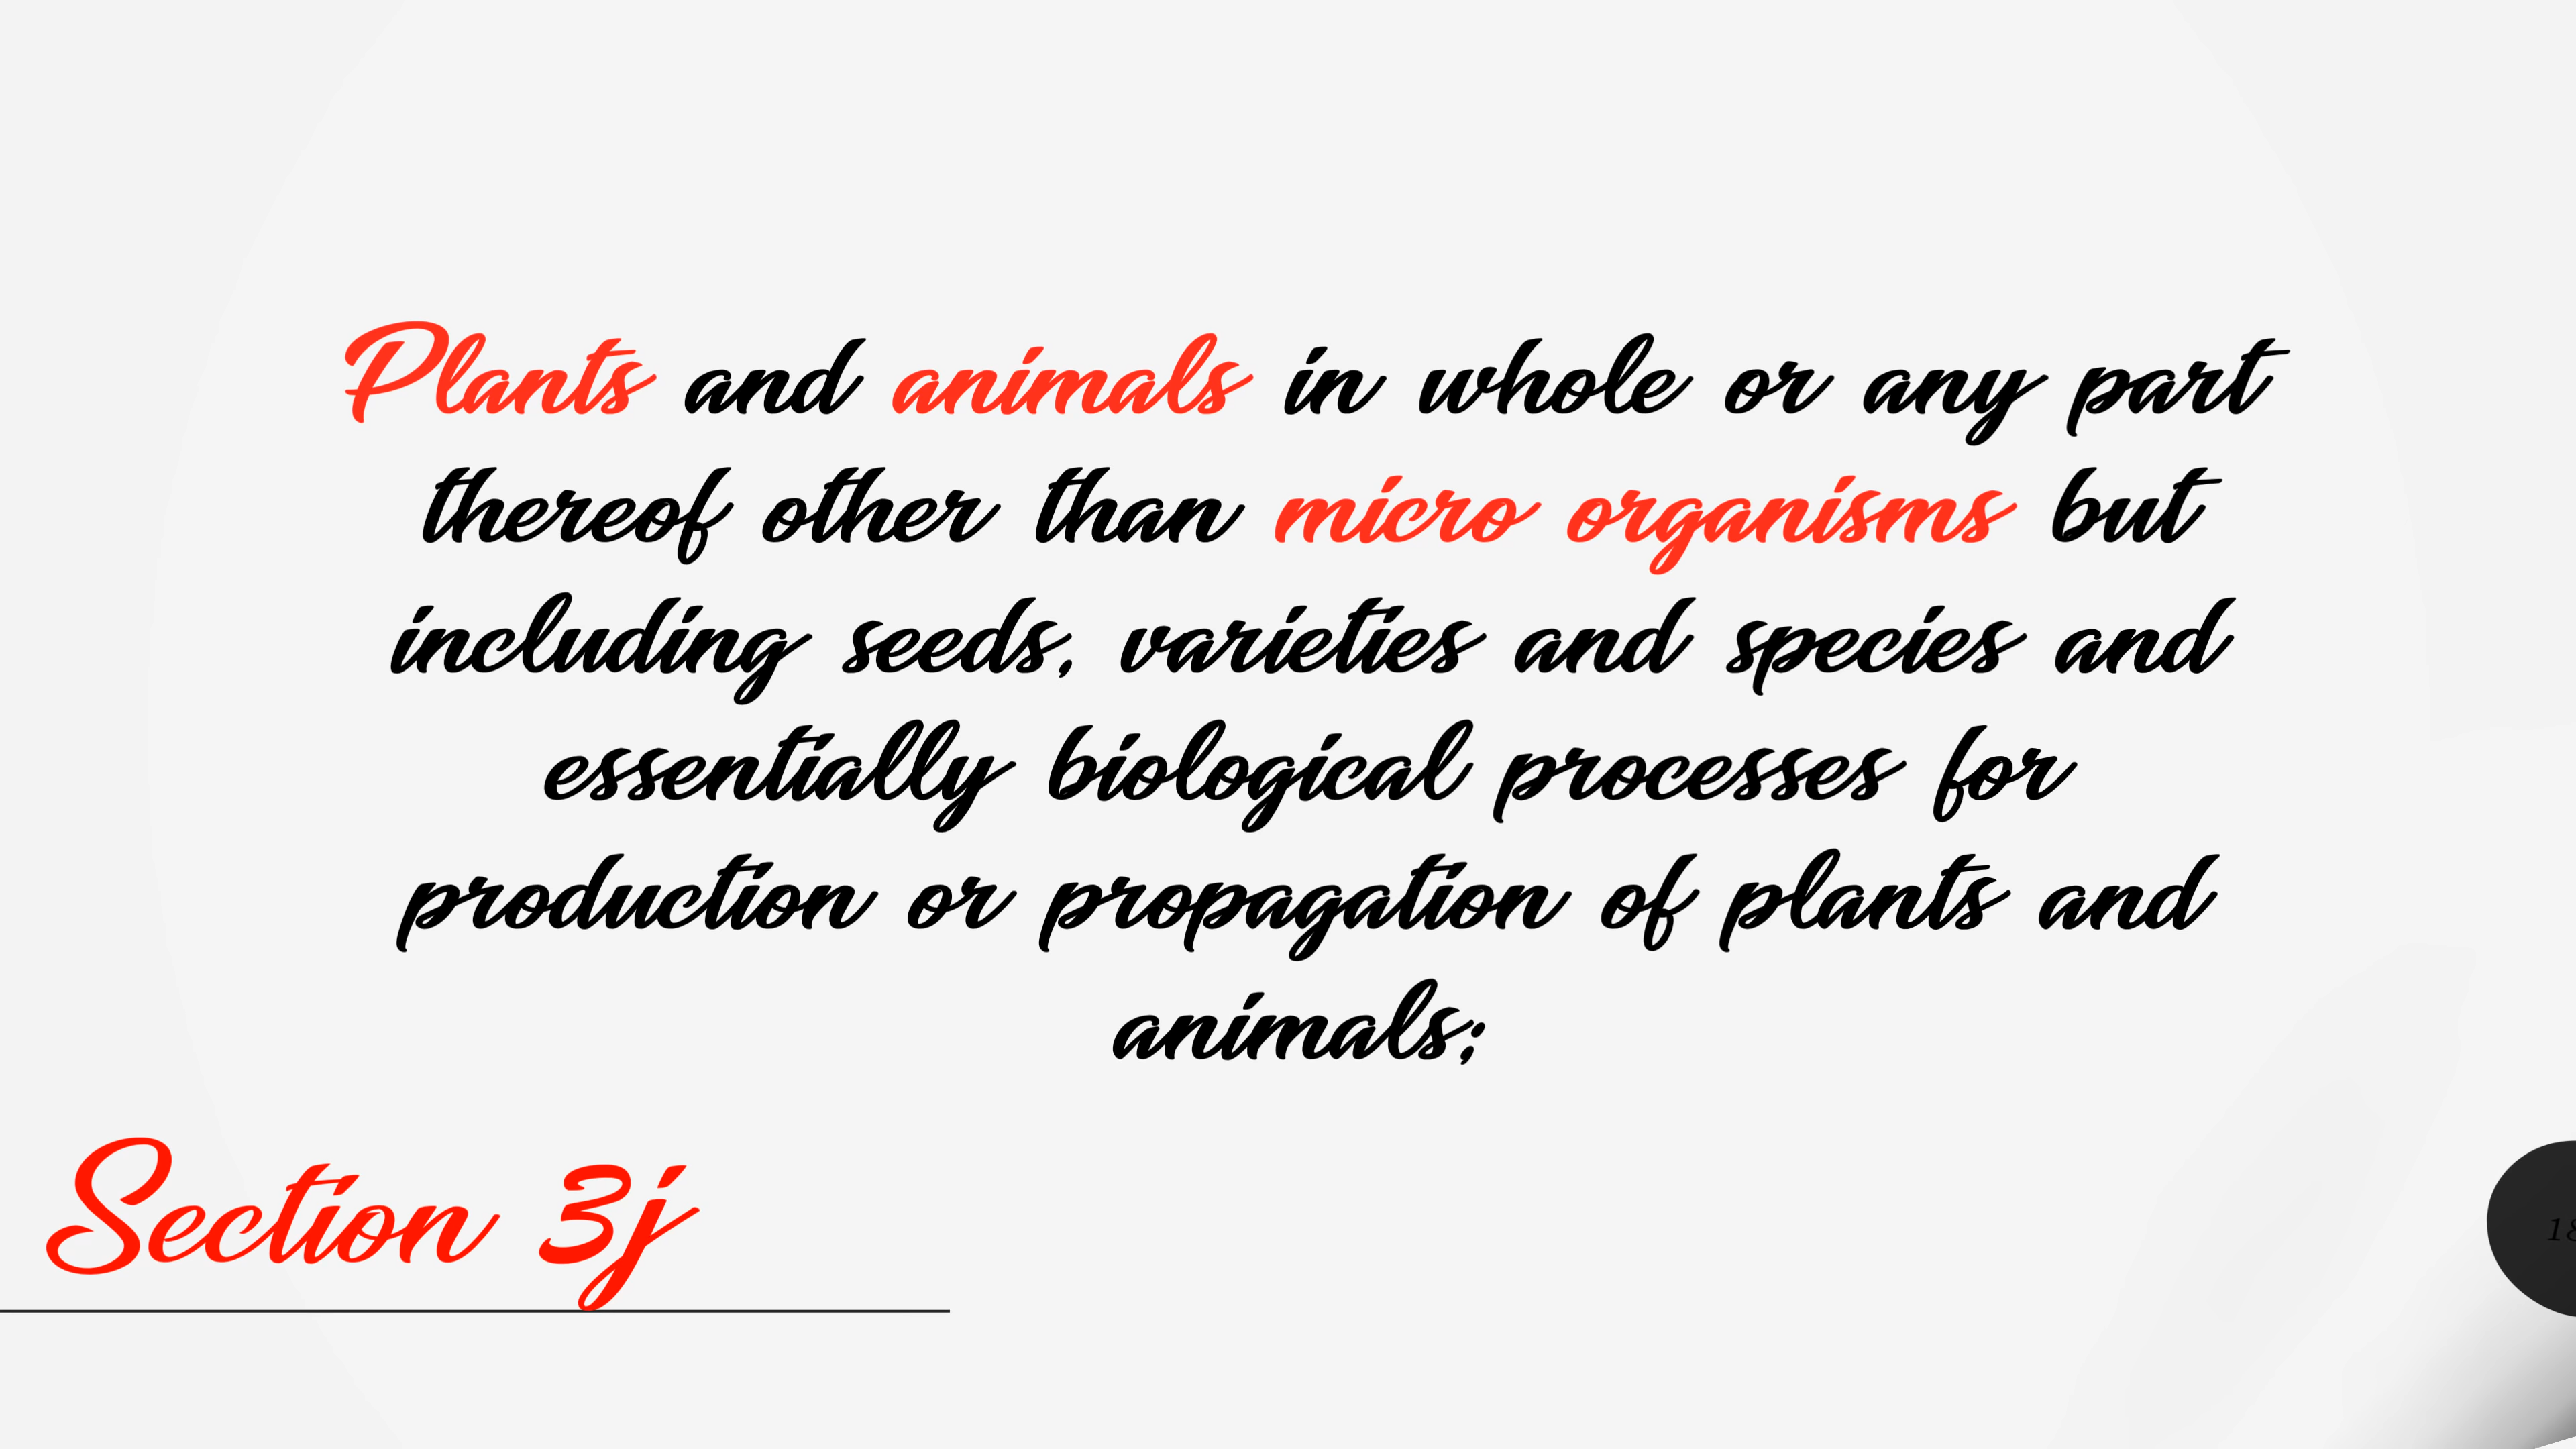 Plants and animals in whole or any part
thereof other than micro organisms but
including seeds, varieties and species and
essentially biological processes for
production or propagation of plants and
animals;
Section 3j